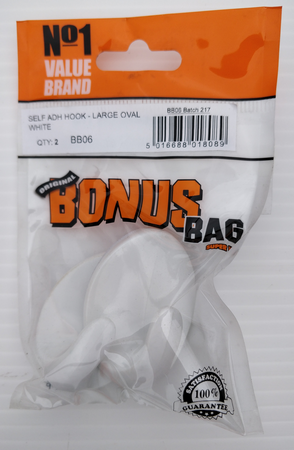 Nº1
VALUE
BRAND
BB06 Batch 217
SELF ADH HOOK - LARGE OVAL
WHITE
QTY: 2 BB06
5 016688 018089
ORIGINAL
BONUS
BAG
SUPER!
SATISFACTION
100%
GUARANTEE